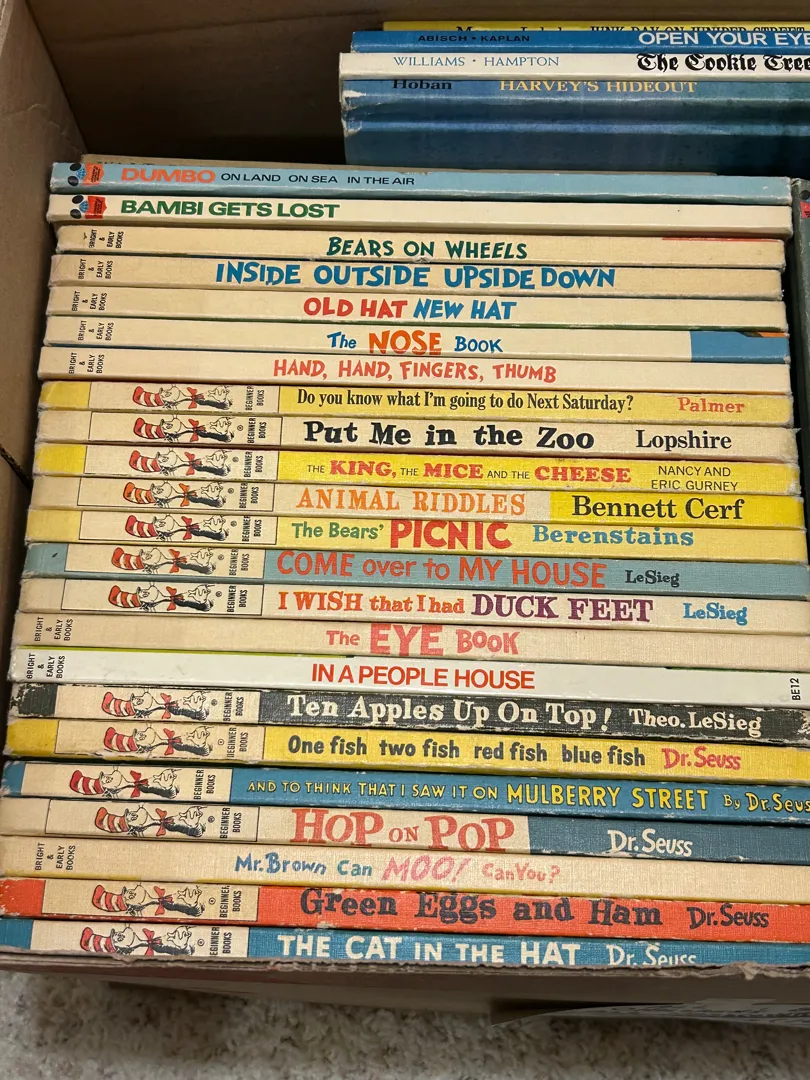 ABISCH • KAPLAN OPEN YOUR EYE
WILLIAMS • HAMPTON The Cookie Tree
Hoban HARVEY'S HIDEOUT
DUMBO ON LAND ON SEA IN THE AIR
BAMBI GETS LOST
BRIGHT & EARLY BOOKS BEARS ON WHEELS
BRIGHT & EARLY BOOKS INSIDE OUTSIDE UPSIDE DOWN
BRIGHT & EARLY BOOKS OLD HAT NEW HAT
BRIGHT & EARLY BOOKS The NOSE BOOK
BRIGHT & EARLY BOOKS HAND, HAND, FINGERS, THUMB
BEGINNER BOOKS Do you know what I'm going to do Next Saturday? Palmer
BEGINNER BOOKS Put Me in the Zoo Lopshire
BEGINNER BOOKS THE KING, THE MICE AND THE CHEESE NANCY AND
ERIC GURNEY
BEGINNER BOOKS ANIMAL RIDDLES Bennett Cerf
BEGINNER BOOKS The Bears' PICNIC Berenstains
BEGINNER BOOKS COME over to MY HOUSE LeSieg
BEGINNER BOOKS I WISH that I had DUCK FEET LeSieg
BRIGHT & EARLY BOOKS The EYE BOOK
BRIGHT & EARLY BOOKS IN A PEOPLE HOUSE BE12
BEGINNER BOOKS Ten Apples Up On Top! Theo. LeSieg
BEGINNER BOOKS One fish two fish red fish blue fish Dr. Seuss
BEGINNER BOOKS AND TO THINK THAT I SAW IT ON MULBERRY STREET By Dr. Seus
BEGINNER BOOKS HOP ON POP Dr. Seuss
BRIGHT & EARLY BOOKS Mr. Brown Can MOO! Can You?
BEGINNER BOOKS Green Eggs and Ham Dr. Seuss
BEGINNER BOOKS THE CAT IN THE HAT Dr. Seuss